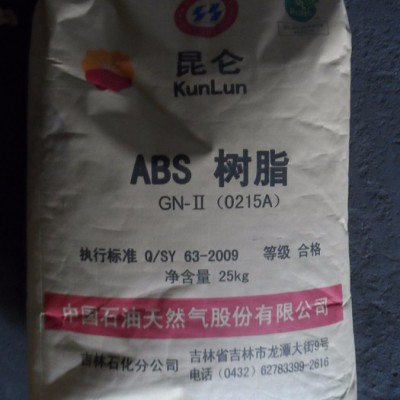 昆仑
KunLun
ABS 树脂
GN-II (0215A)
执行标准 Q/SY 63-2009 等级 合格
净含量 25kg
中国石油天然气股份有限公司
吉林石化分公司 吉林省吉林市龙潭大街9号
电话 (0432) 62783399-2616